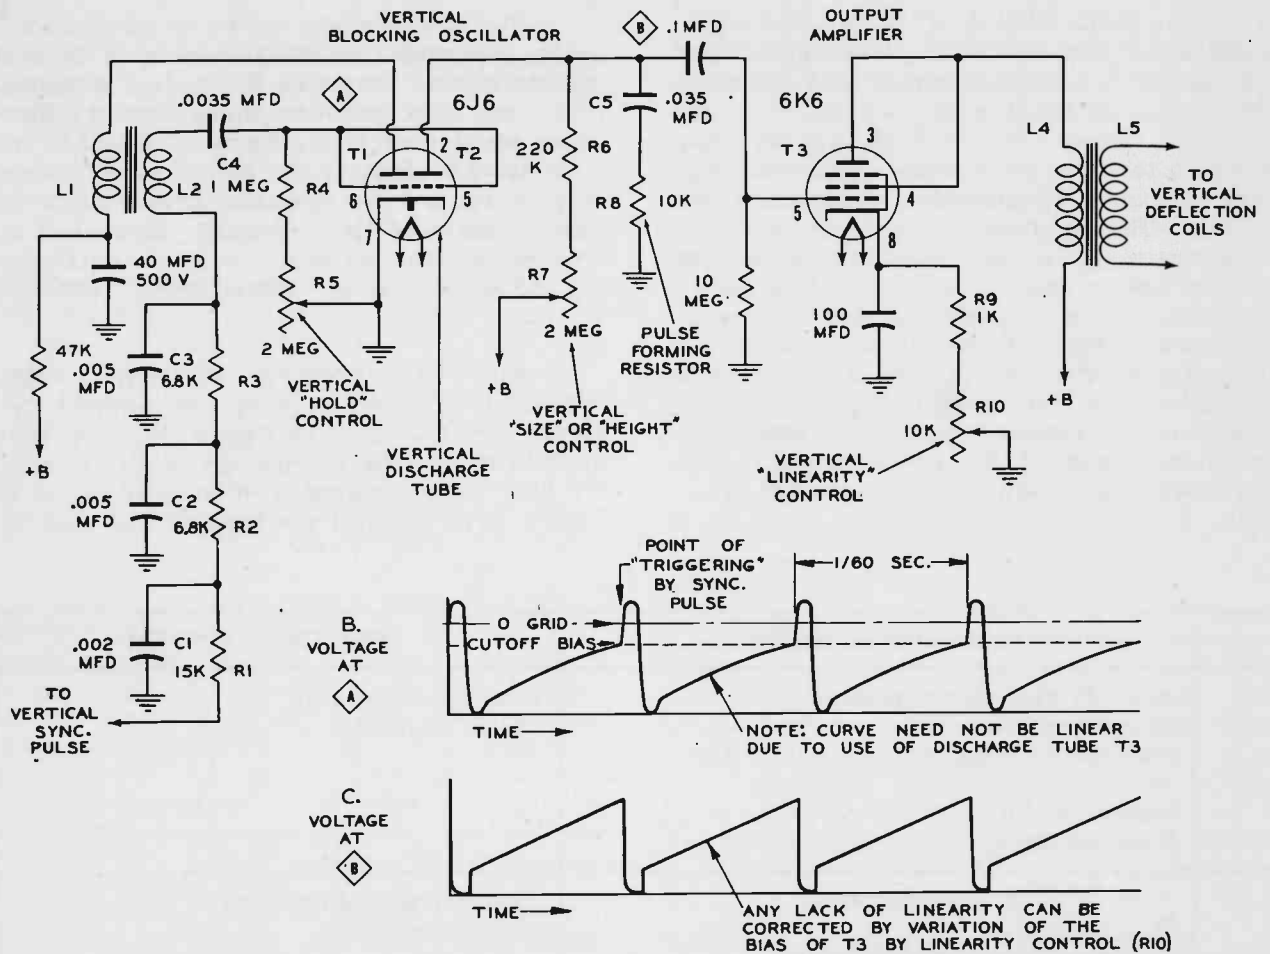 VERTICAL
BLOCKING OSCILLATOR
B
.1MFD
OUTPUT
AMPLIFIER
.0035 MFD
A
6J6
C5
.035
MFD
6K6
3
L4
L5
C4
T1
2
T2
220
K
R6
T3
L1
L2
1 MEG
R4
6
5
R8
10K
5
4
TO
VERTICAL
DEFLECTION
COILS
7
8
40 MFD
500 V
R5
R7
10
MEG
2 MEG
2 MEG
100
MFD
R9
1K
47K
.005
MFD
C3
6.8K
R3
VERTICAL
"HOLD"
CONTROL
+B
PULSE
FORMING
RESISTOR
+B
VERTICAL
"SIZE" OR "HEIGHT"
CONTROL
R10
10K
VERTICAL
DISCHARGE
TUBE
VERTICAL
"LINEARITY"
CONTROL
+B
.005
MFD
C2
6.8K
R2
POINT OF
"TRIGGERING"
BY SYNC.
PULSE
1/60 SEC.
.002
MFD
C1
15K
R1
B.
VOLTAGE
AT
A
O GRID
CUTOFF BIAS
TO
VERTICAL
SYNC.
PULSE
TIME
NOTE: CURVE NEED NOT BE LINEAR
DUE TO USE OF DISCHARGE TUBE T3
C.
VOLTAGE
AT
B
TIME
ANY LACK OF LINEARITY CAN BE
CORRECTED BY VARIATION OF THE
BIAS OF T3 BY LINEARITY CONTROL (R10)